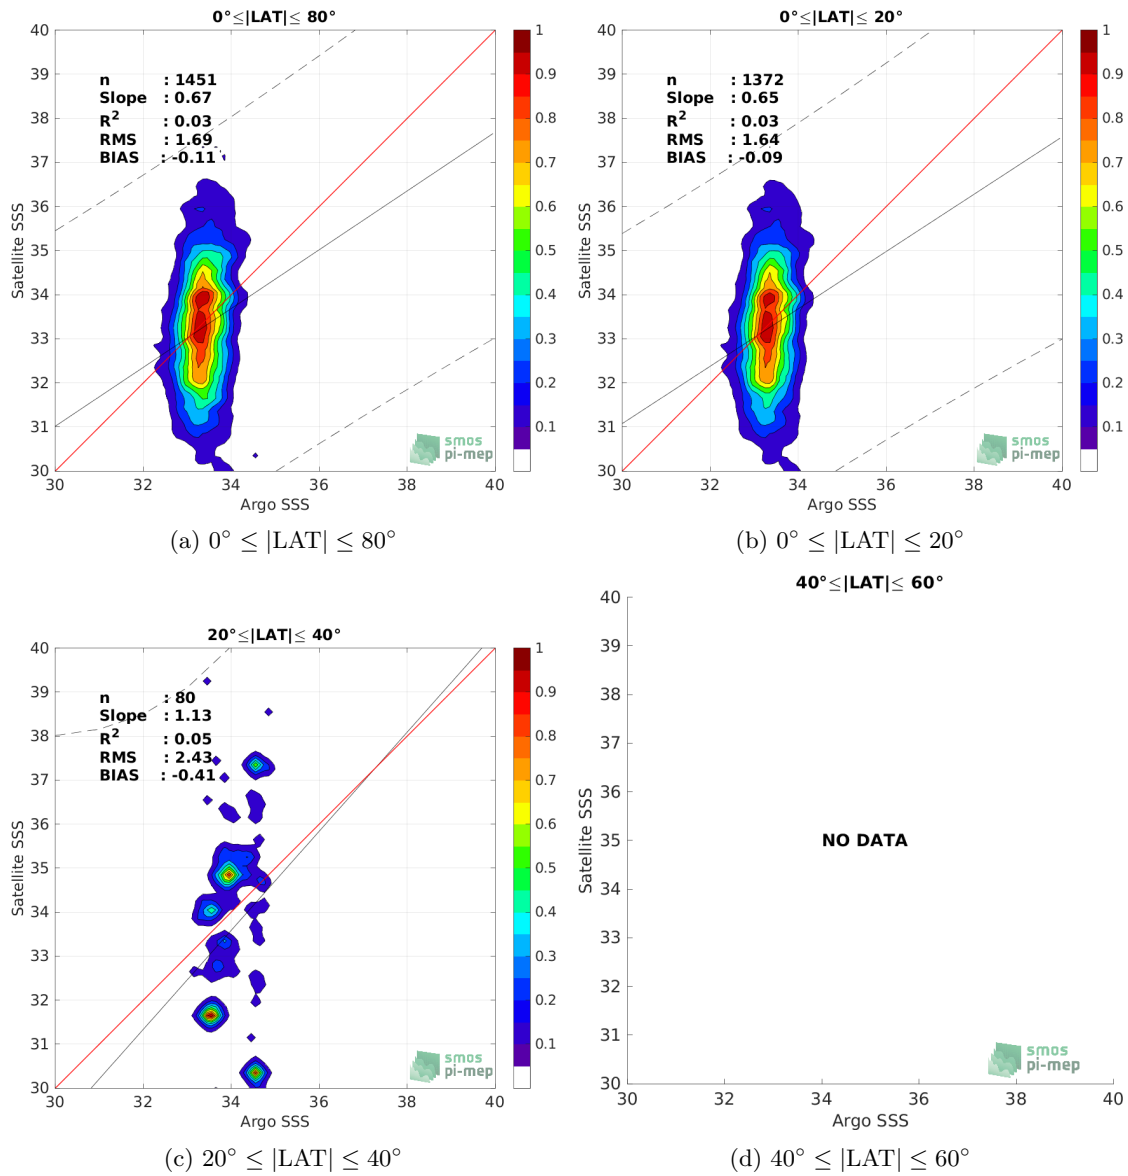 0°≤|LAT|≤ 80°
n : 1451
Slope : 0.67
R² : 0.03
RMS : 1.69
BIAS : -0.11
40
39
38
37
36
35
34
33
32
31
30
30 32 34 36 38 40
Satellite SSS
Argo SSS
1
0.9
0.8
0.7
0.6
0.5
0.4
0.3
0.2
0.1
smos
pi-mep
(a) 0° ≤ |LAT| ≤ 80°
0°≤|LAT|≤ 20°
n : 1372
Slope : 0.65
R² : 0.03
RMS : 1.64
BIAS : -0.09
40
39
38
37
36
35
34
33
32
31
30
30 32 34 36 38 40
Satellite SSS
Argo SSS
1
0.9
0.8
0.7
0.6
0.5
0.4
0.3
0.2
0.1
smos
pi-mep
(b) 0° ≤ |LAT| ≤ 20°
20°≤|LAT|≤ 40°
n : 80
Slope : 1.13
R² : 0.05
RMS : 2.43
BIAS : -0.41
40
39
38
37
36
35
34
33
32
31
30
30 32 34 36 38 40
Satellite SSS
Argo SSS
1
0.9
0.8
0.7
0.6
0.5
0.4
0.3
0.2
0.1
smos
pi-mep
(c) 20° ≤ |LAT| ≤ 40°
40°≤|LAT|≤ 60°
40
39
38
37
36
35
34
33
32
31
30
30 32 34 36 38 40
NO DATA
Satellite SSS
Argo SSS
smos
pi-mep
(d) 40° ≤ |LAT| ≤ 60°